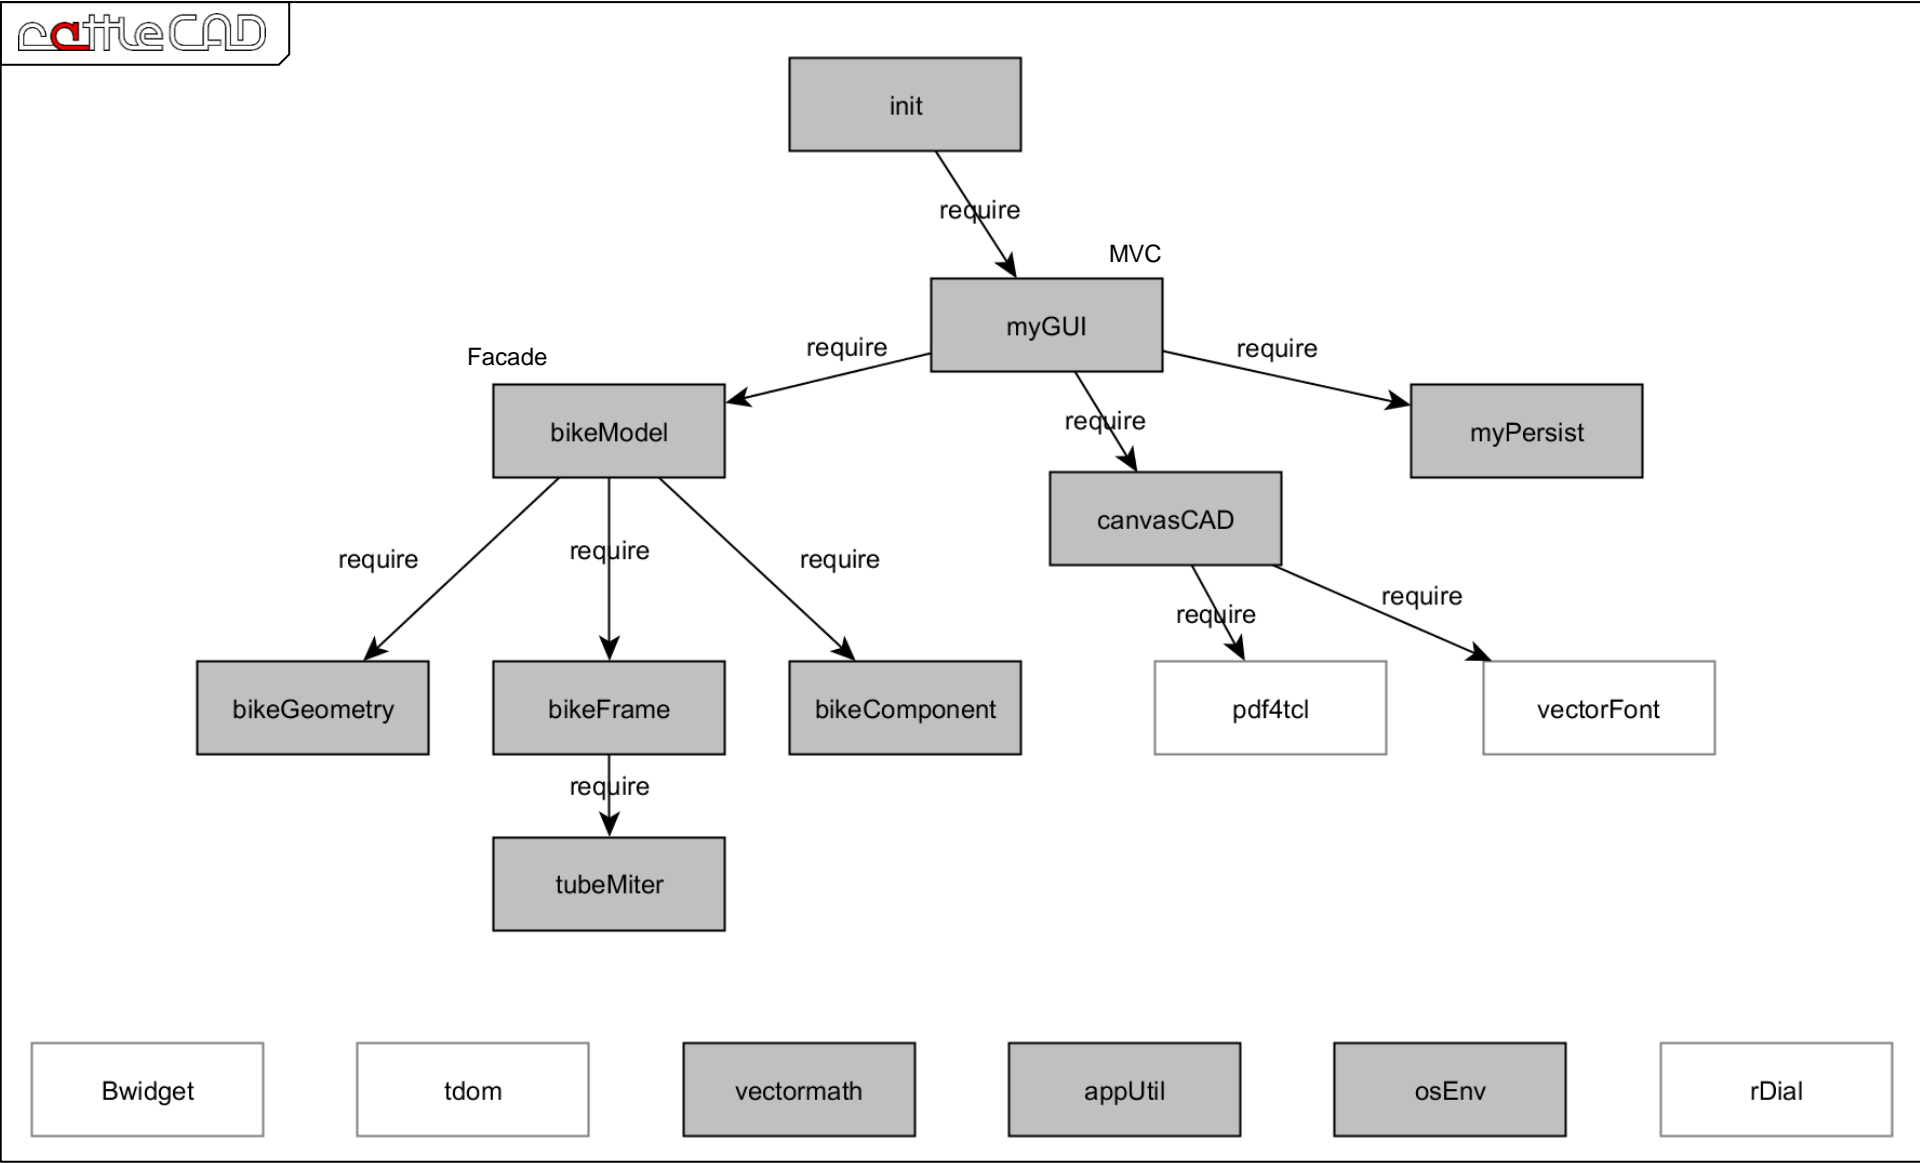 rattleCAD
init
require
MVC
myGUI
require
require
Facade
bikeModel
require
myPersist
canvasCAD
require
require
require
require
require
bikeGeometry
bikeFrame
bikeComponent
pdf4tcl
vectorFont
require
tubeMiter
Bwidget
tdom
vectormath
appUtil
osEnv
rDial